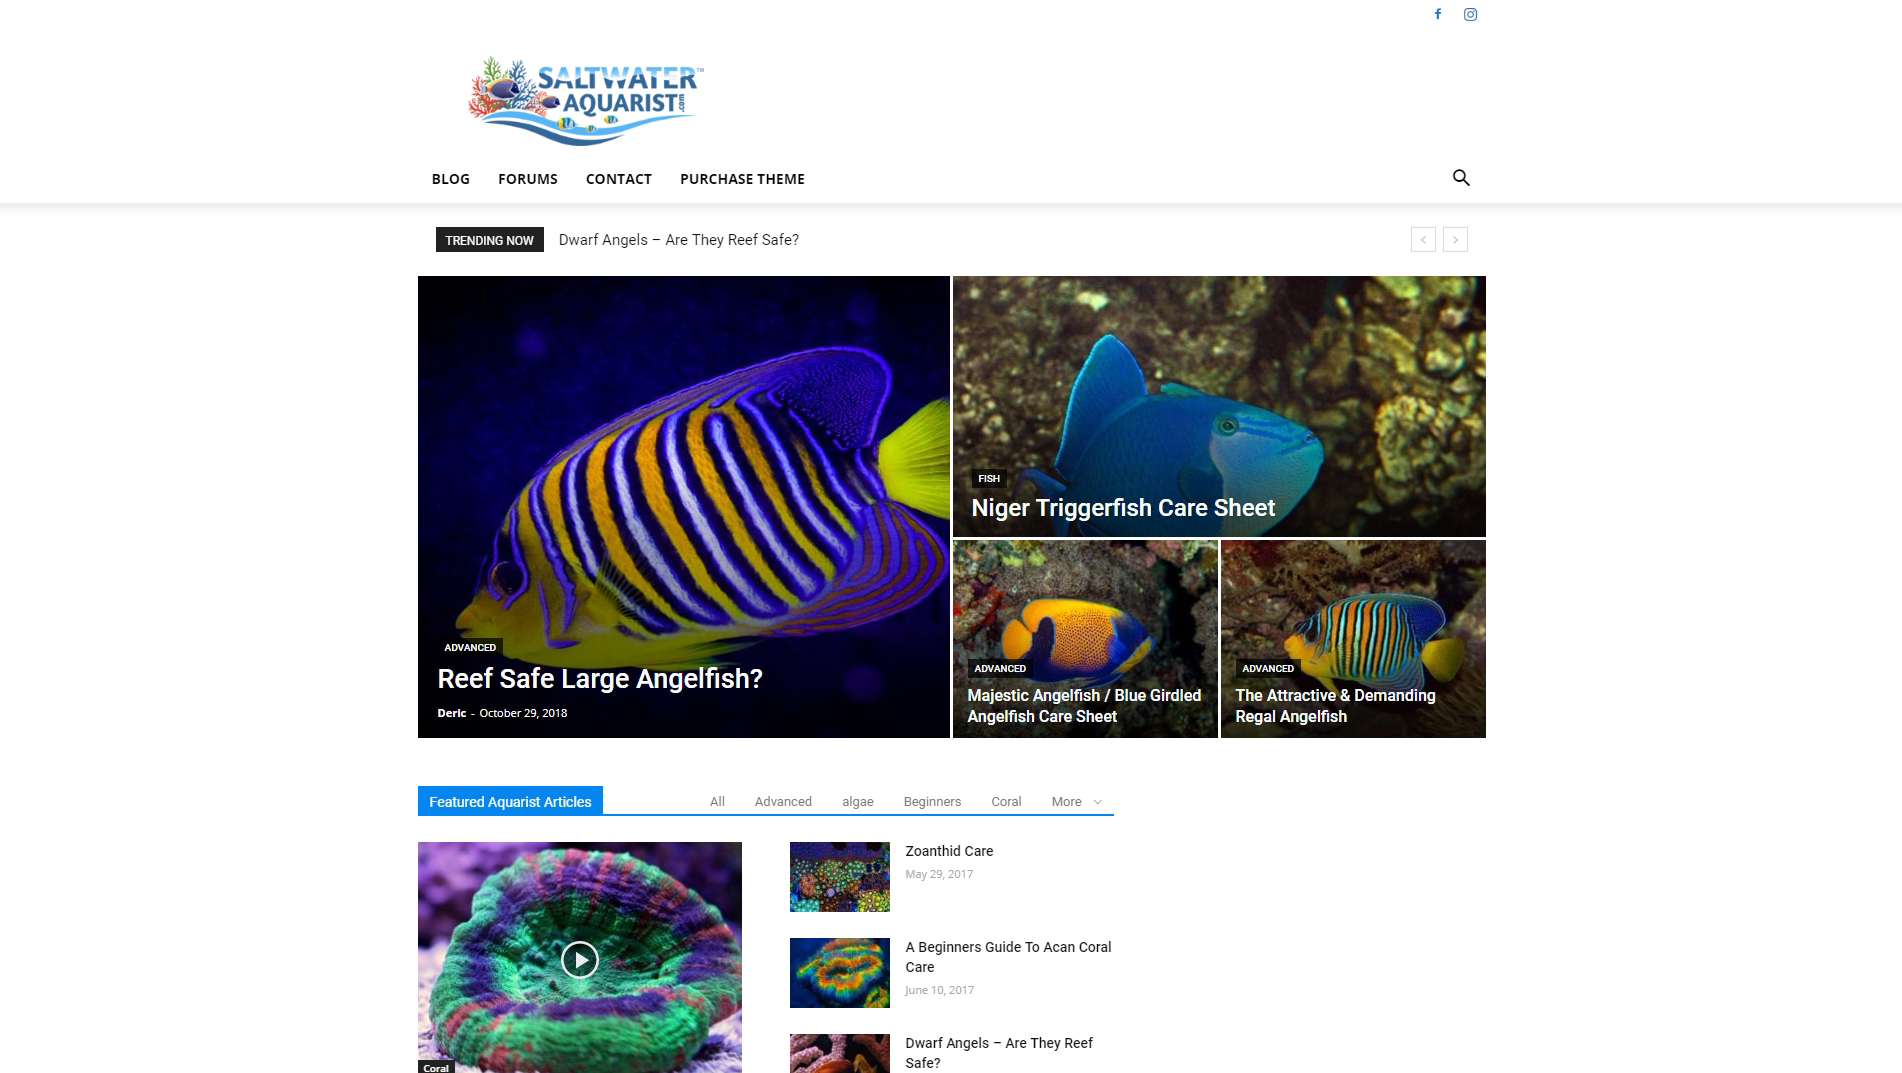 SALTWATER™
AQUARIST.com
BLOG
FORUMS
CONTACT
PURCHASE THEME
TRENDING NOW
Dwarf Angels – Are They Reef Safe?
ADVANCED
Reef Safe Large Angelfish?
Deric - October 29, 2018
FISH
Niger Triggerfish Care Sheet
ADVANCED
Majestic Angelfish / Blue Girdled
Angelfish Care Sheet
ADVANCED
The Attractive & Demanding
Regal Angelfish
Featured Aquarist Articles
All
Advanced
algae
Beginners
Coral
More
Coral
Zoanthid Care
May 29, 2017
A Beginners Guide To Acan Coral
Care
June 10, 2017
Dwarf Angels – Are They Reef
Safe?